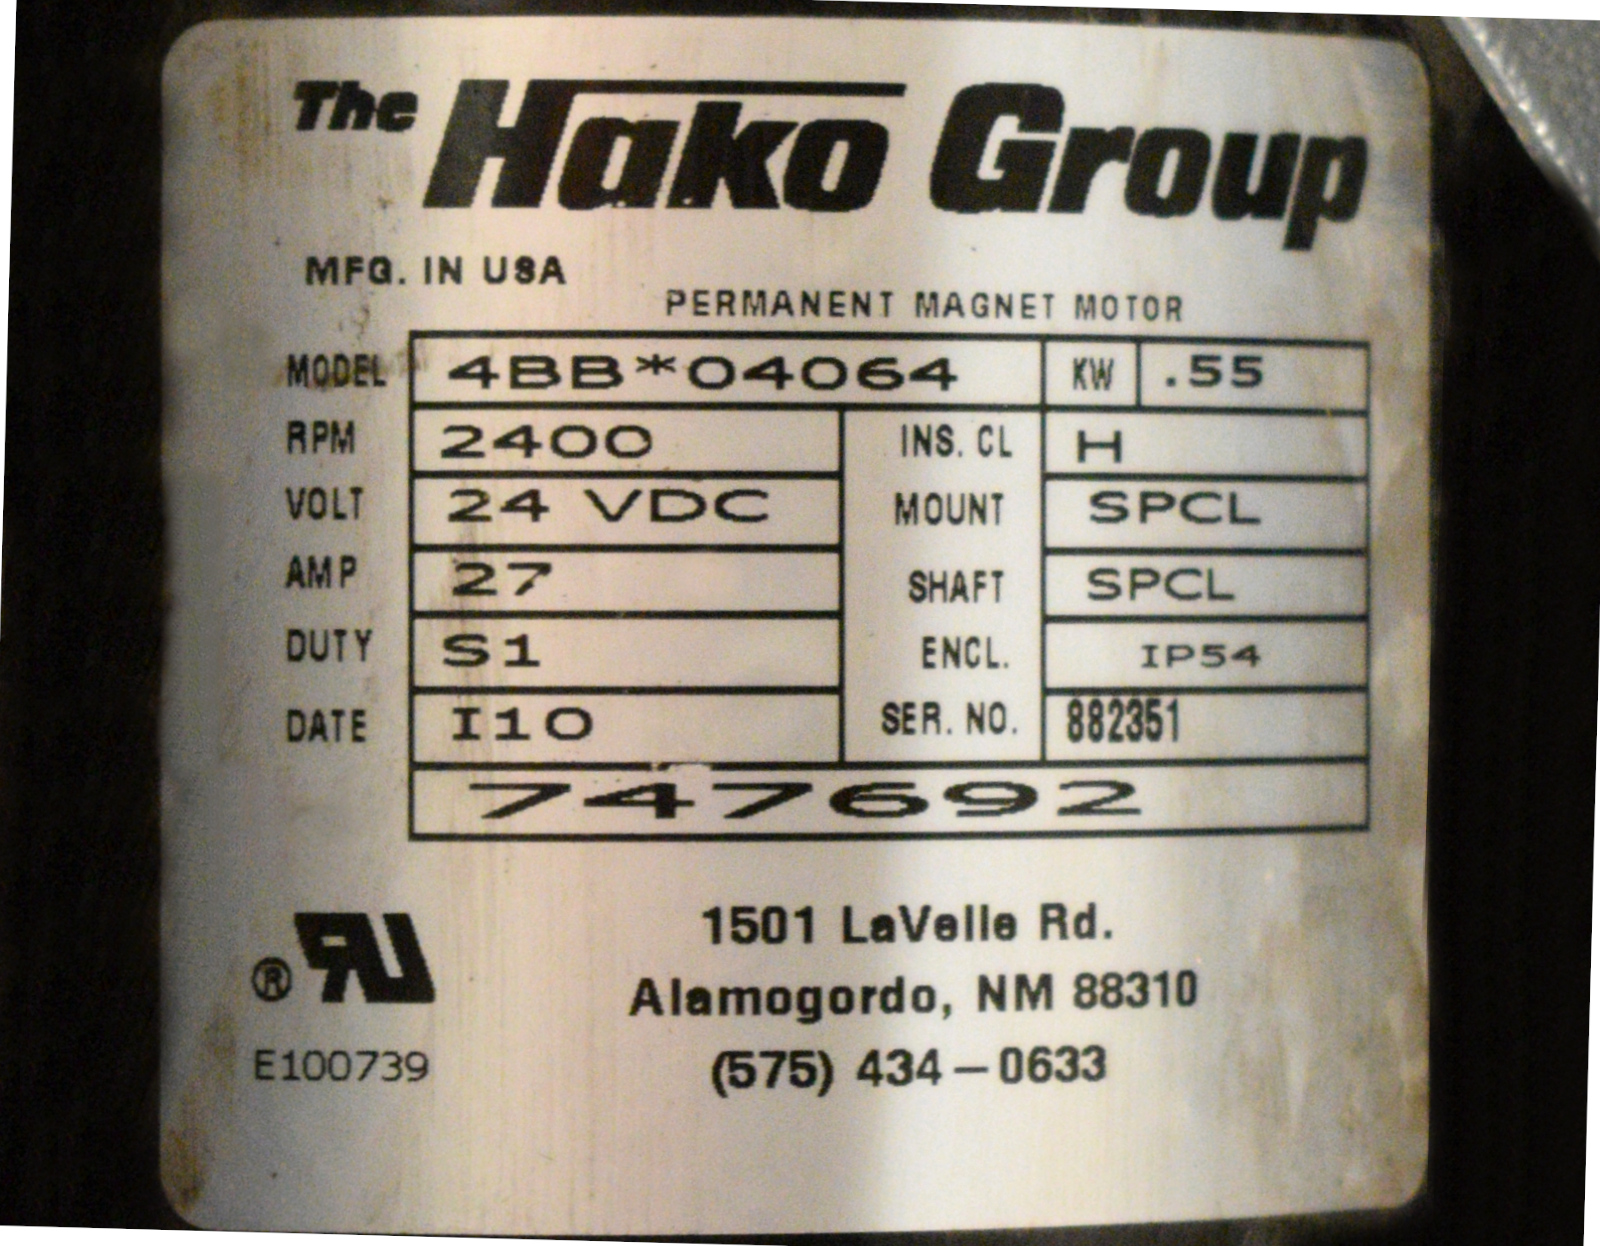 The Hako Group
MFG. IN USA
PERMANENT MAGNET MOTOR
MODEL 4BB*04064 KW .55
RPM 2400 INS. CL H
VOLT 24 VDC MOUNT SPCL
AMP 27 SHAFT SPCL
DUTY S1 ENCL. IP54
DATE I10 SER. NO. 882351
747692
1501 LaVelle Rd.
Alamogordo, NM 88310
(575) 434-0633
® RU
E100739